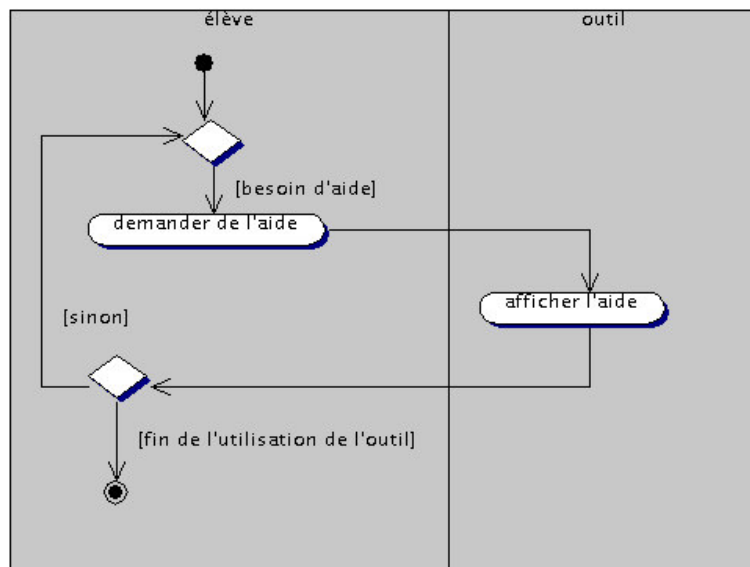 élève
outil
[besoin d'aide]
demander de l'aide
afficher l'aide
[sinon]
[fin de l'utilisation de l'outil]